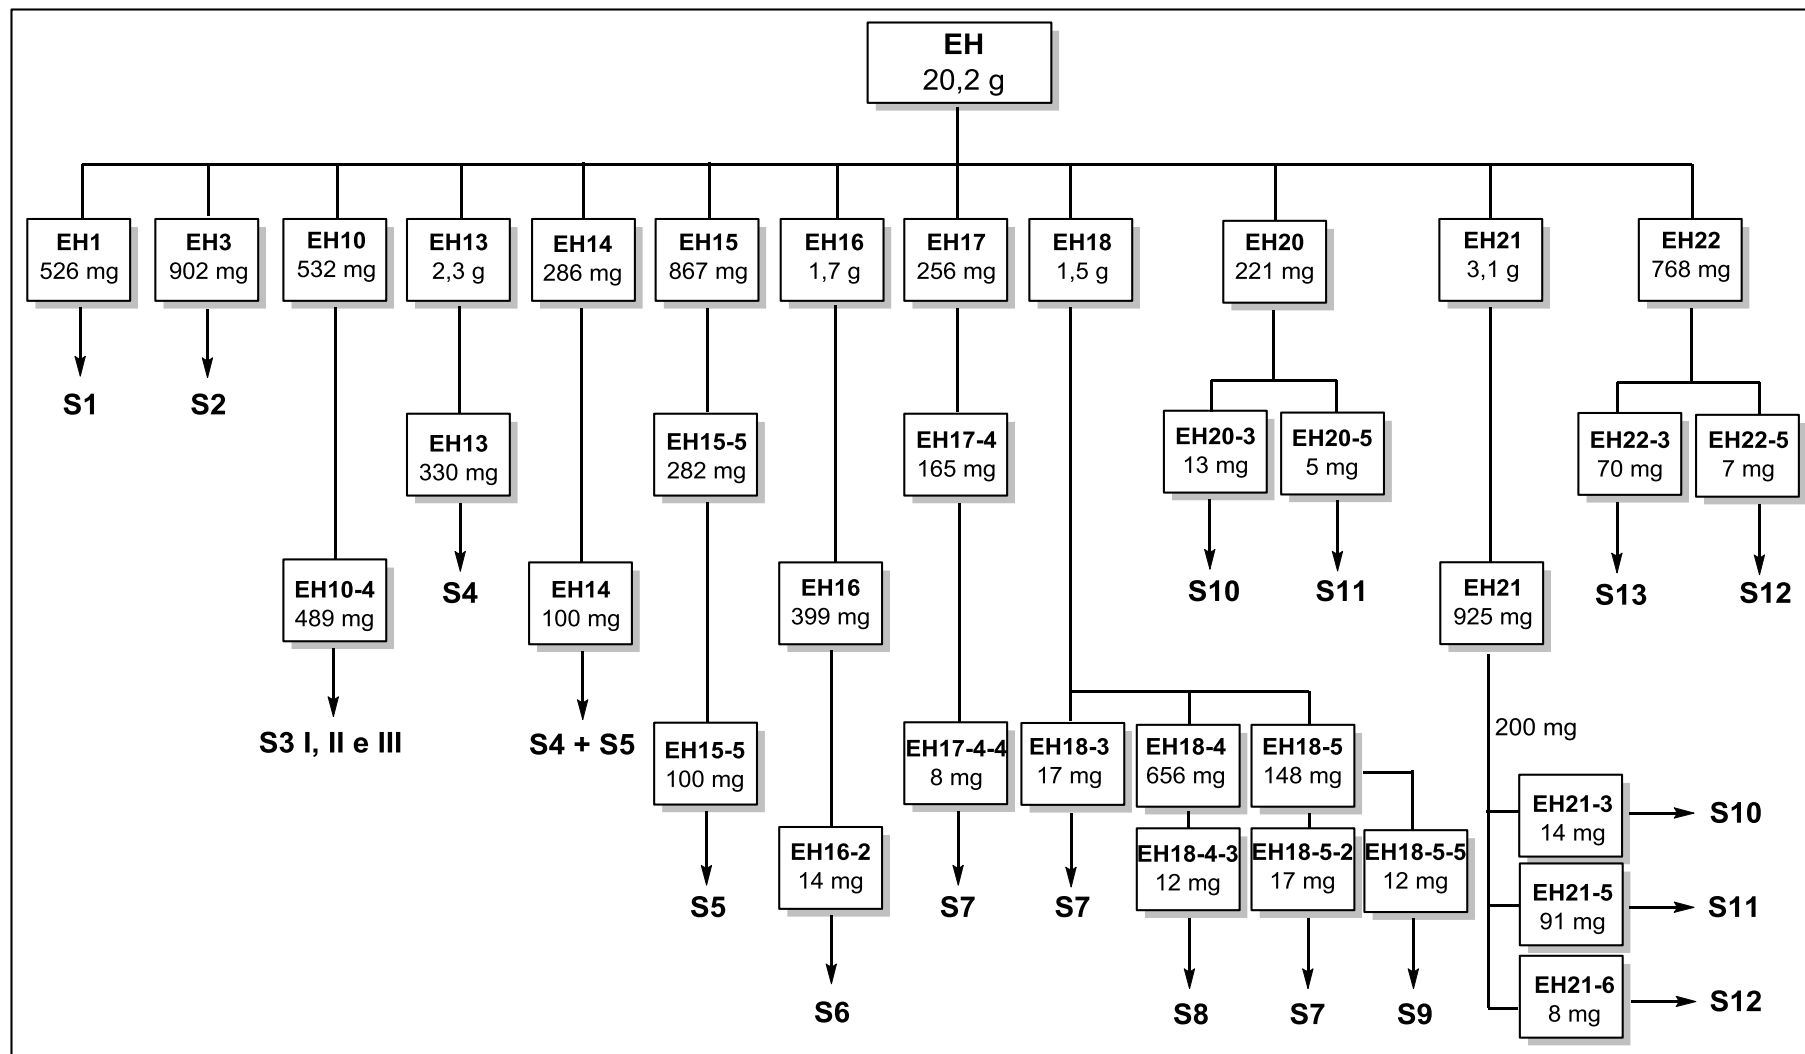 EH
20,2 g
EH1
526 mg
EH3
902 mg
EH10
532 mg
EH13
2,3 g
EH14
286 mg
EH15
867 mg
EH16
1,7 g
EH17
256 mg
EH18
1,5 g
EH20
221 mg
EH21
3,1 g
EH22
768 mg
S1
S2
EH13
330 mg
EH15-5
282 mg
EH17-4
165 mg
EH20-3
13 mg
EH20-5
5 mg
EH22-3
70 mg
EH22-5
7 mg
EH10-4
489 mg
S4
EH14
100 mg
EH16
399 mg
S10
S11
EH21
925 mg
S13
S12
S3 I, II e III
S4 + S5
EH15-5
100 mg
EH17-4-4
8 mg
EH18-3
17 mg
EH18-4
656 mg
EH18-5
148 mg
200 mg
EH21-3
14 mg
S10
EH16-2
14 mg
EH18-4-3
12 mg
EH18-5-2
17 mg
EH18-5-5
12 mg
S5
S7
S7
EH21-5
91 mg
S11
S6
S8
S7
S9
EH21-6
8 mg
S12